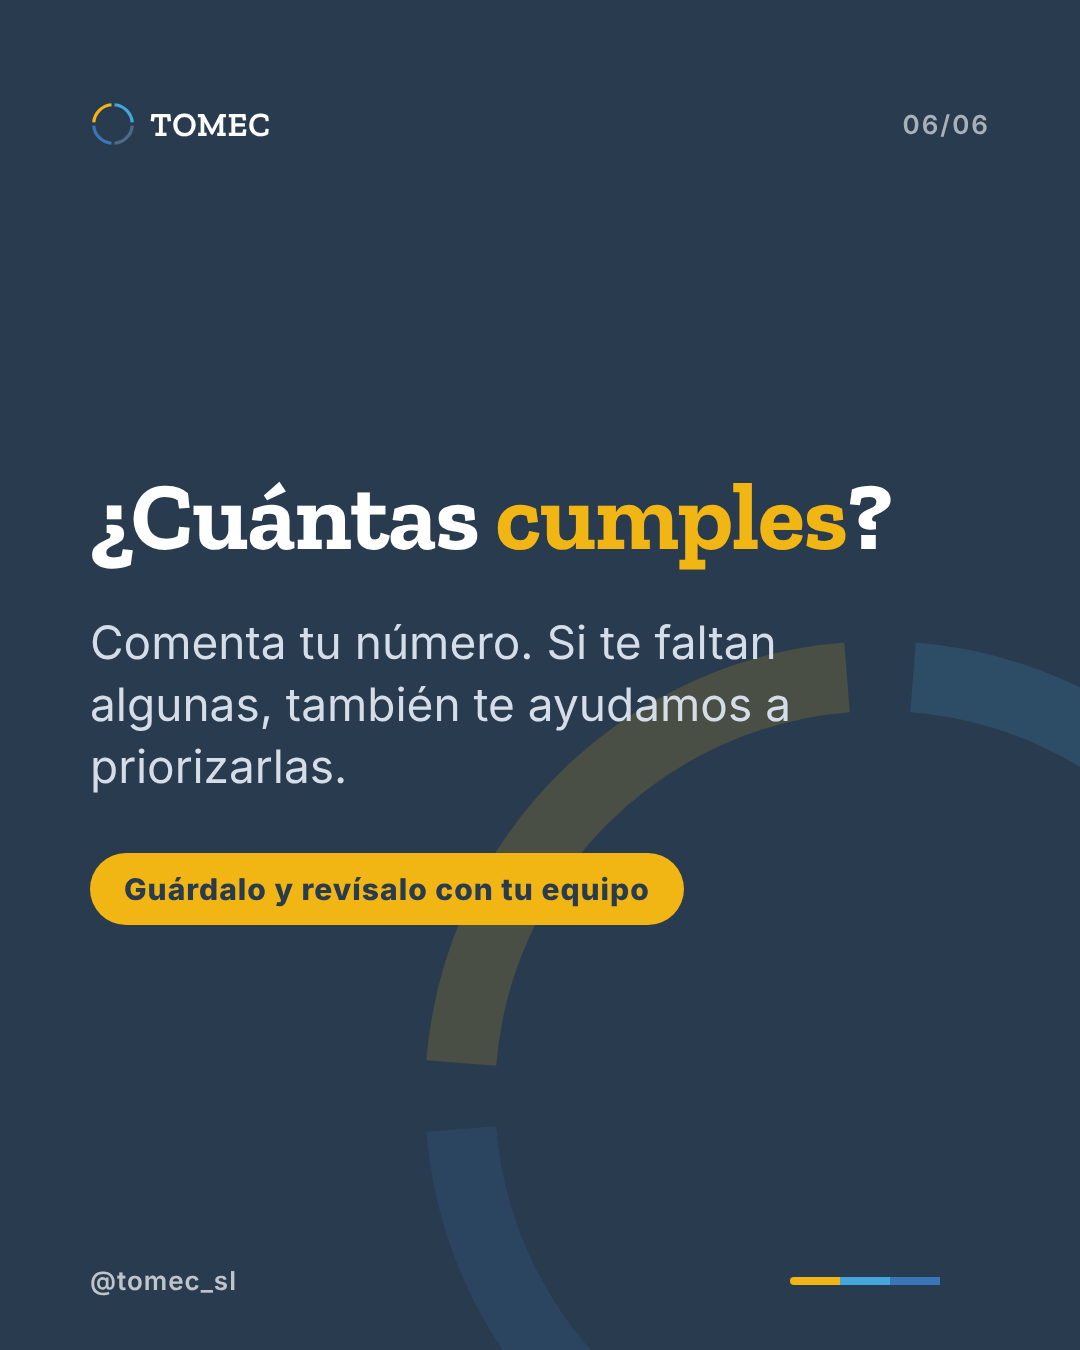 TOMEC
06/06
¿Cuántas cumples?
Comenta tu número. Si te faltan
algunas, también te ayudamos a
priorizarlas.
Guárdalo y revísalo con tu equipo
@tomec_sl